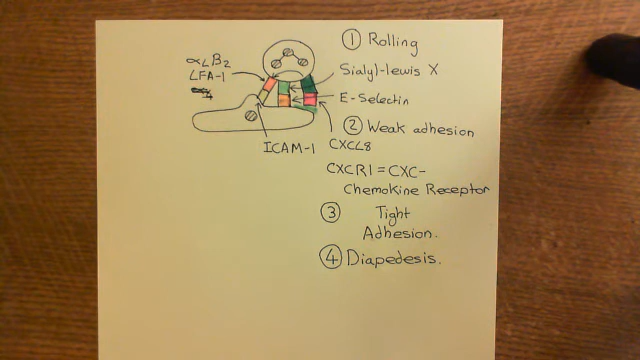 ① Rolling
αLB2
LFA-1
Sialyl-lewis X
E-Selectin
② Weak adhesion
ICAM-1
CXCL8
CXCR1 = CXC-
Chemokine Receptor
③ Tight
Adhesion.
④ Diapedesis.